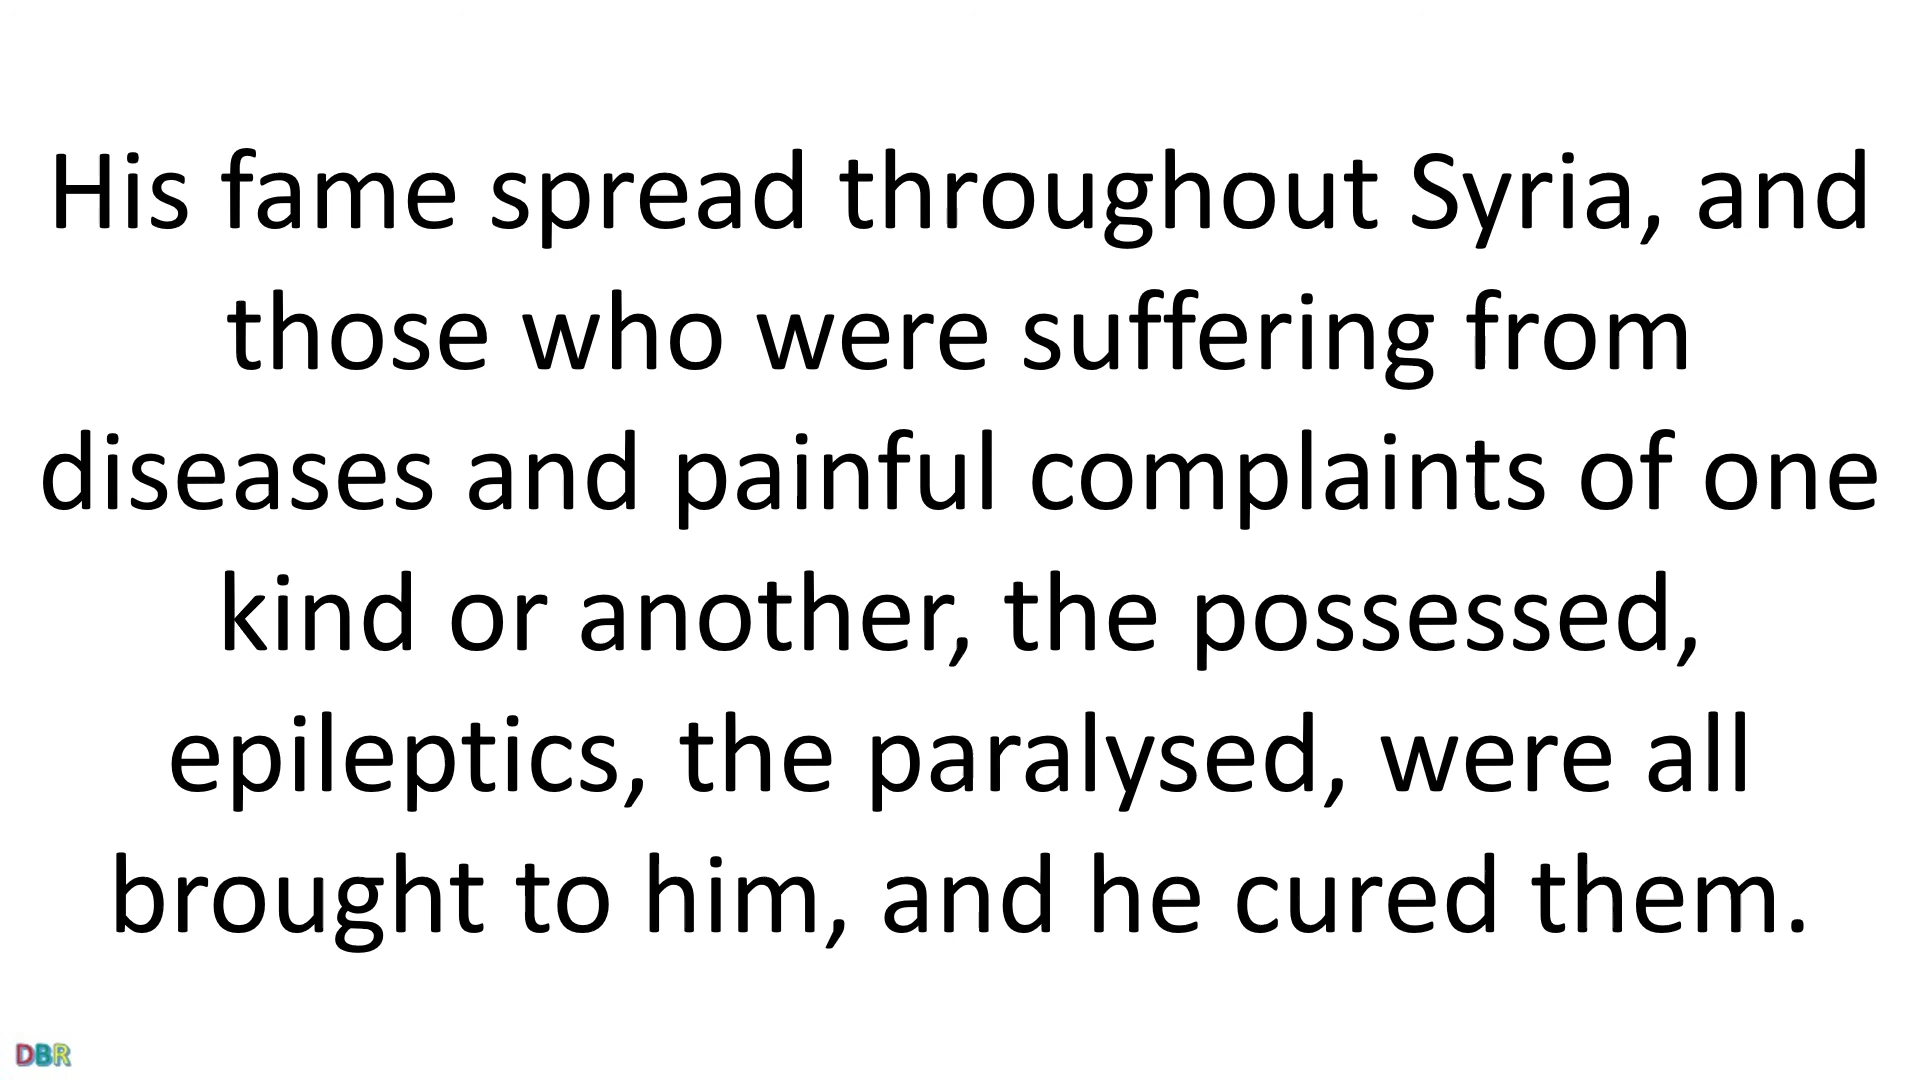 His fame spread throughout Syria, and
those who were suffering from
diseases and painful complaints of one
kind or another, the possessed,
epileptics, the paralysed, were all
brought to him, and he cured them.
DBR